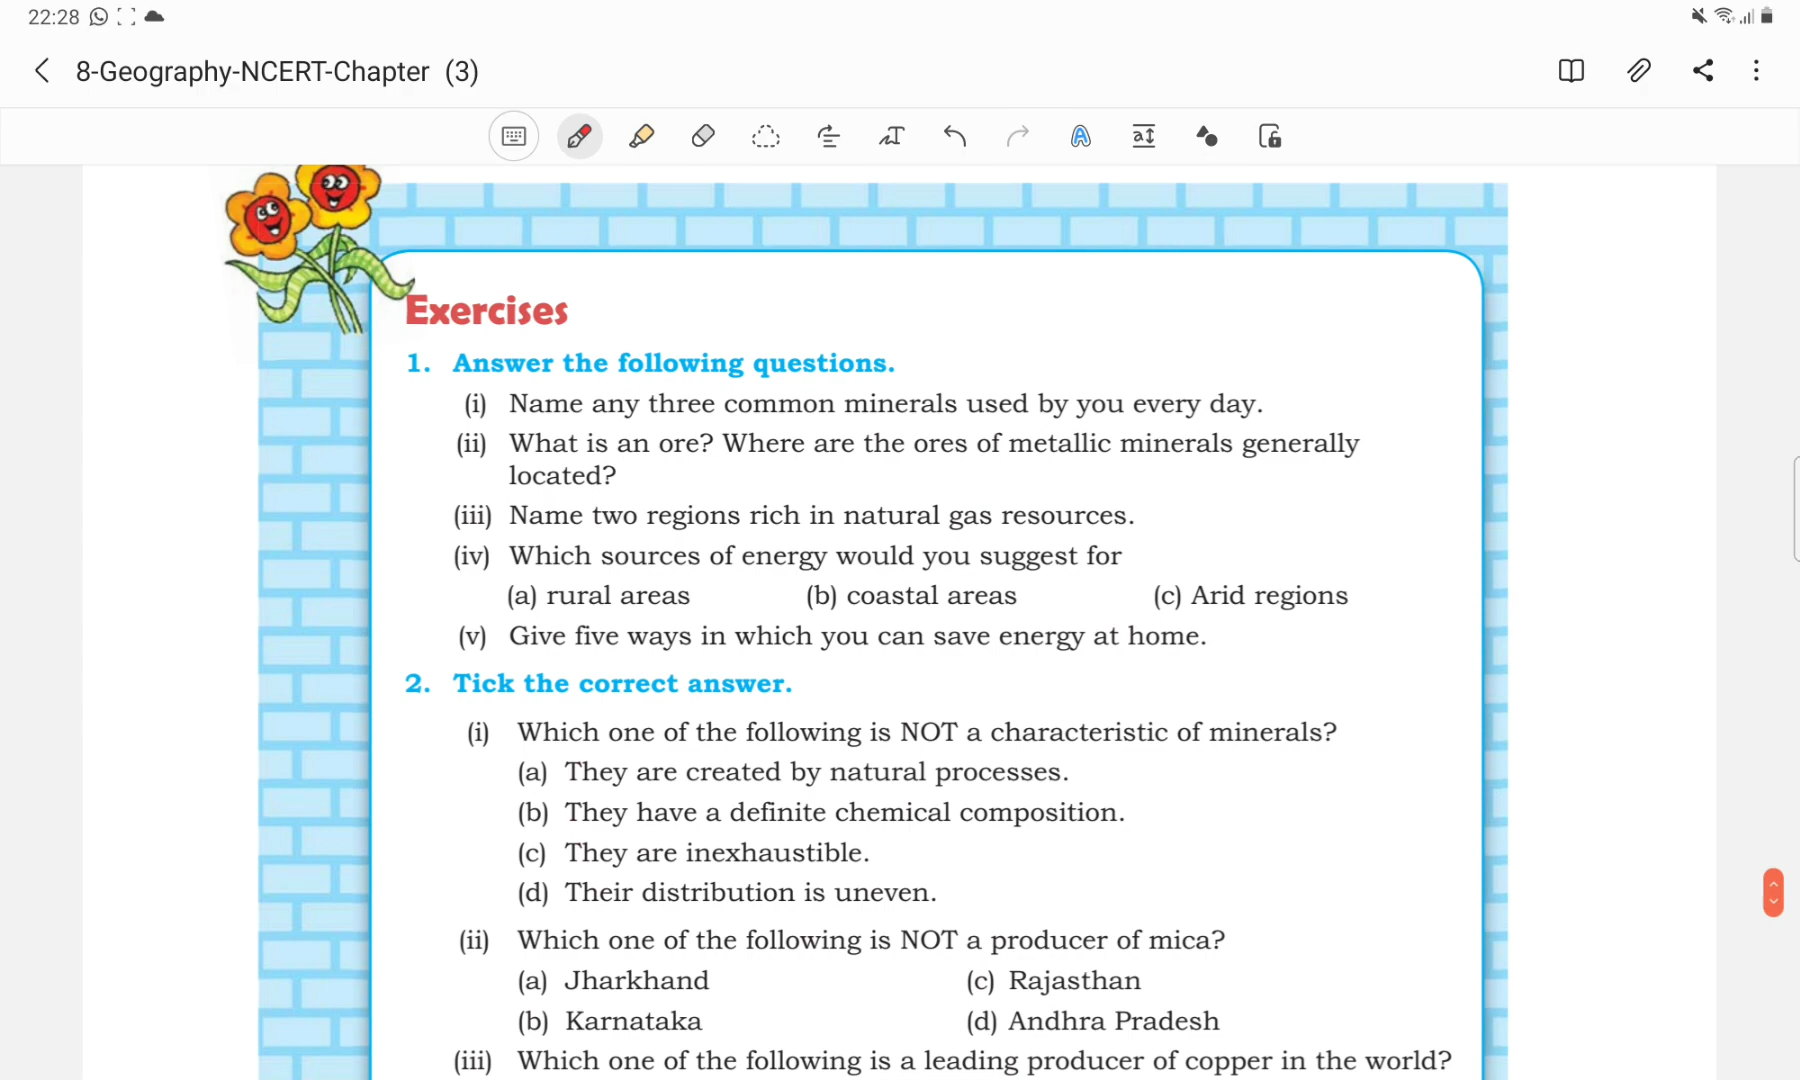 22:28
8-Geography-NCERT-Chapter (3)
Exercises
1. Answer the following questions.
(i) Name any three common minerals used by you every day.
(ii) What is an ore? Where are the ores of metallic minerals generally
located?
(iii) Name two regions rich in natural gas resources.
(iv) Which sources of energy would you suggest for
(a) rural areas (b) coastal areas (c) Arid regions
(v) Give five ways in which you can save energy at home.
2. Tick the correct answer.
(i) Which one of the following is NOT a characteristic of minerals?
(a) They are created by natural processes.
(b) They have a definite chemical composition.
(c) They are inexhaustible.
(d) Their distribution is uneven.
(ii) Which one of the following is NOT a producer of mica?
(a) Jharkhand (c) Rajasthan
(b) Karnataka (d) Andhra Pradesh
(iii) Which one of the following is a leading producer of copper in the world?